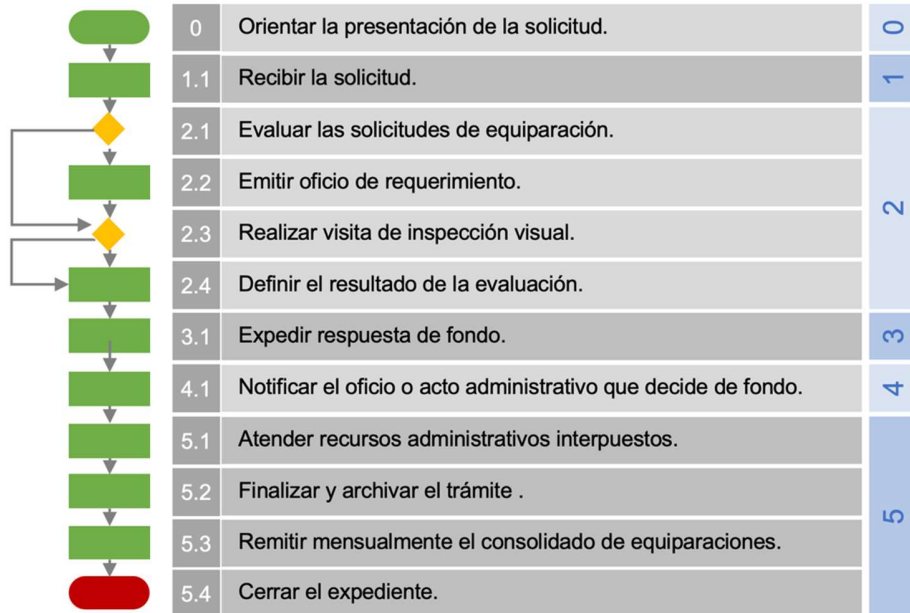 0 Orientar la presentación de la solicitud. 0
1.1 Recibir la solicitud. 1
2.1 Evaluar las solicitudes de equiparación.
2.2 Emitir oficio de requerimiento.
2
2.3 Realizar visita de inspección visual.
2.4 Definir el resultado de la evaluación.
3.1 Expedir respuesta de fondo. 3
4.1 Notificar el oficio o acto administrativo que decide de fondo. 4
5.1 Atender recursos administrativos interpuestos.
5.2 Finalizar y archivar el trámite .
5
5.3 Remitir mensualmente el consolidado de equiparaciones.
5.4 Cerrar el expediente.